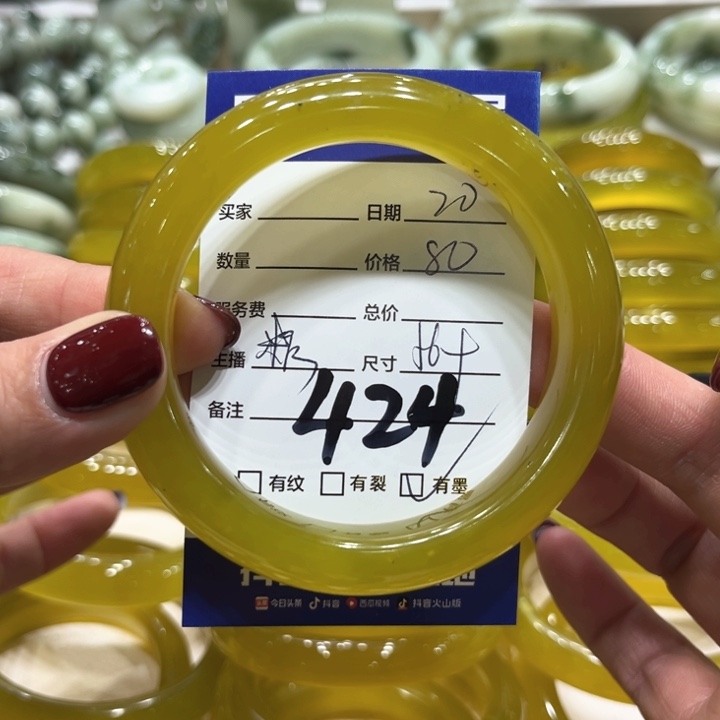 买家 日期 20
数量 价格 80
服务费 总价
主播 尺寸
备注 424
有纹 有裂 有墨
今日头条 抖音 西瓜视频 抖音火山版